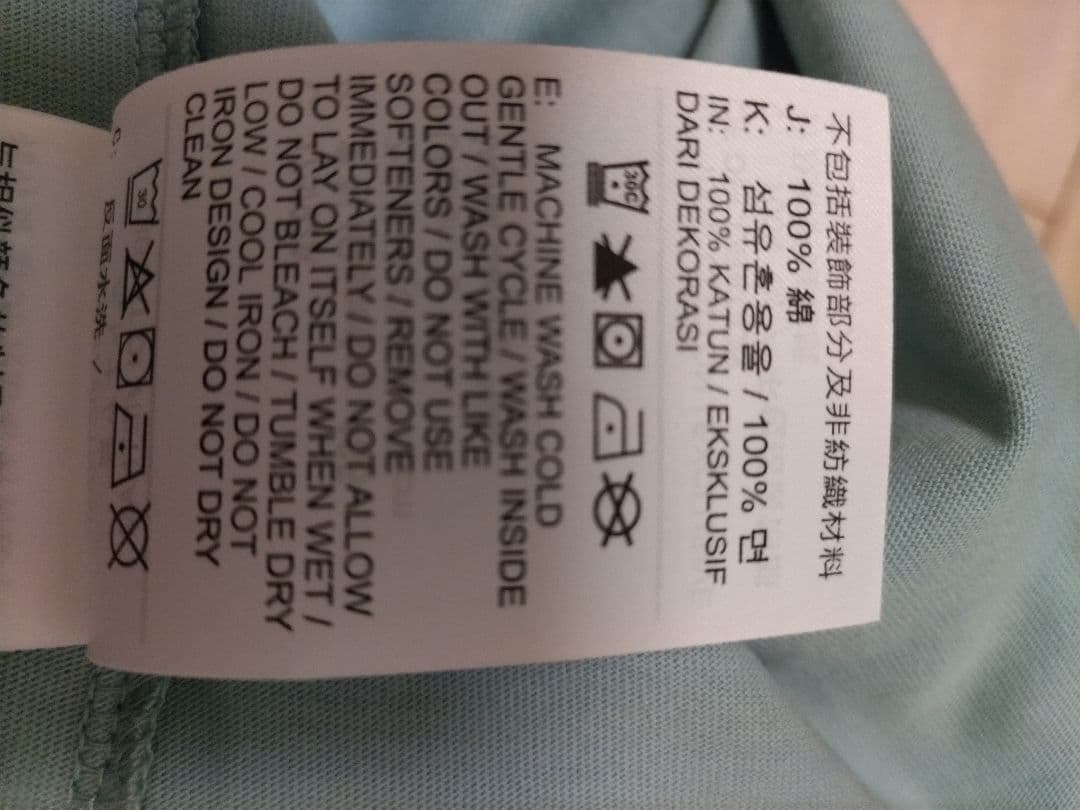 不包括裝飾部分及非紡織材料
J: 100% 綿
K: 섬유혼용율 / 100% 면
IN: 100% KATUN / EKSKLUSIF
DARI DEKORASI
30C
E: MACHINE WASH COLD
GENTLE CYCLE / WASH INSIDE
OUT / WASH WITH LIKE
COLORS / DO NOT USE
SOFTENERS / REMOVE
IMMEDIATELY / DO NOT ALLOW
TO LAY ON ITSELF WHEN WET /
DO NOT BLEACH / TUMBLE DRY
LOW / COOL IRON / DO NOT
IRON DESIGN / DO NOT DRY
CLEAN
30